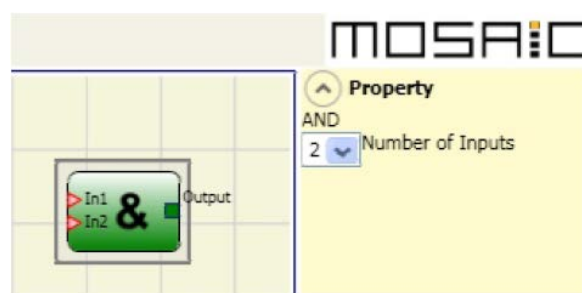 MOSAIC
Property
AND
2 Number of Inputs
In1 & Output
In2